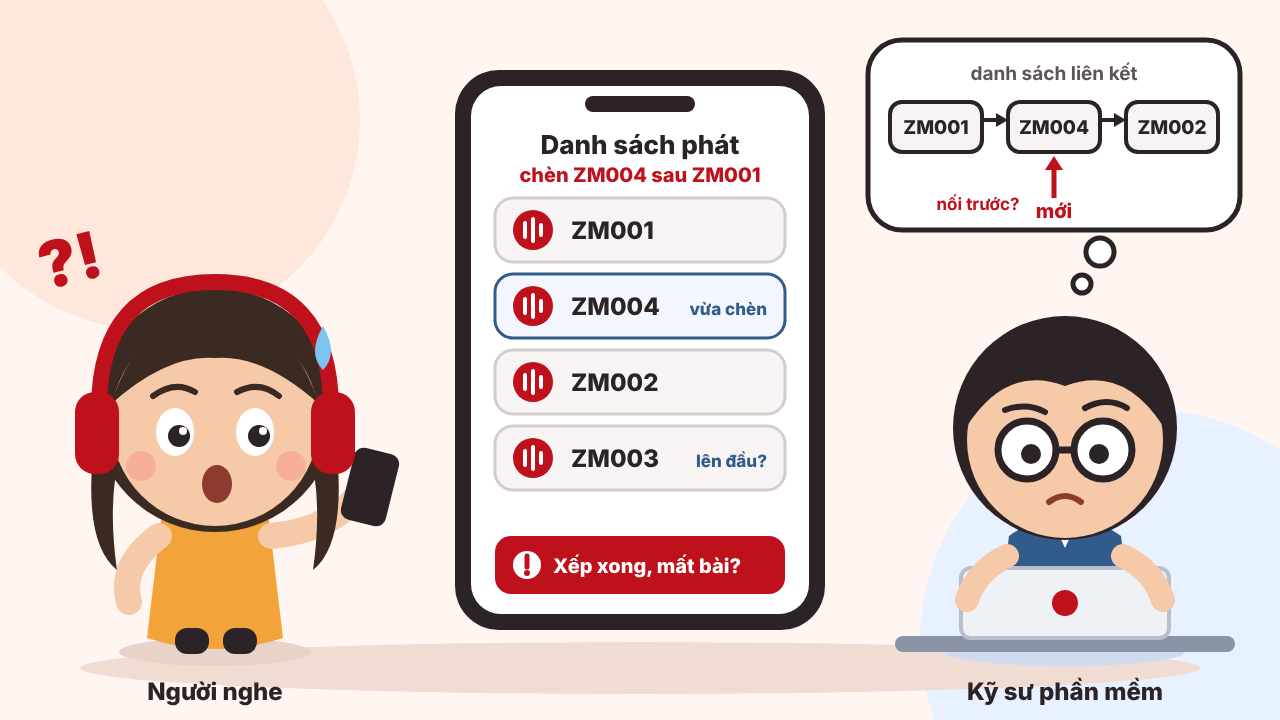 ?!
Danh sách phát
chèn ZM004 sau ZM001
ZM001
ZM004 vừa chèn
ZM002
ZM003 lên đầu?
Xếp xong, mất bài?
danh sách liên kết
ZM001 ZM004 ZM002
nối trước? mới
Người nghe
Kỹ sư phần mềm